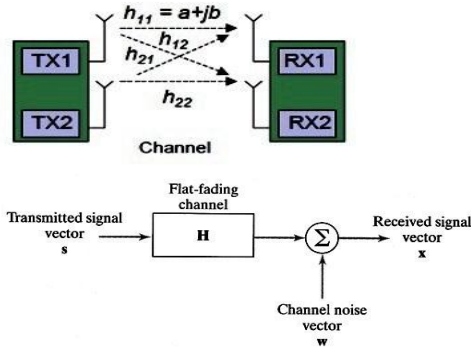 h11 = a+jb
TX1
h12
RX1
h21
TX2
h22
RX2
Channel
Flat-fading
channel
Transmitted signal
vector
s
H
Σ
Received signal
vector
x
Channel noise
vector
w